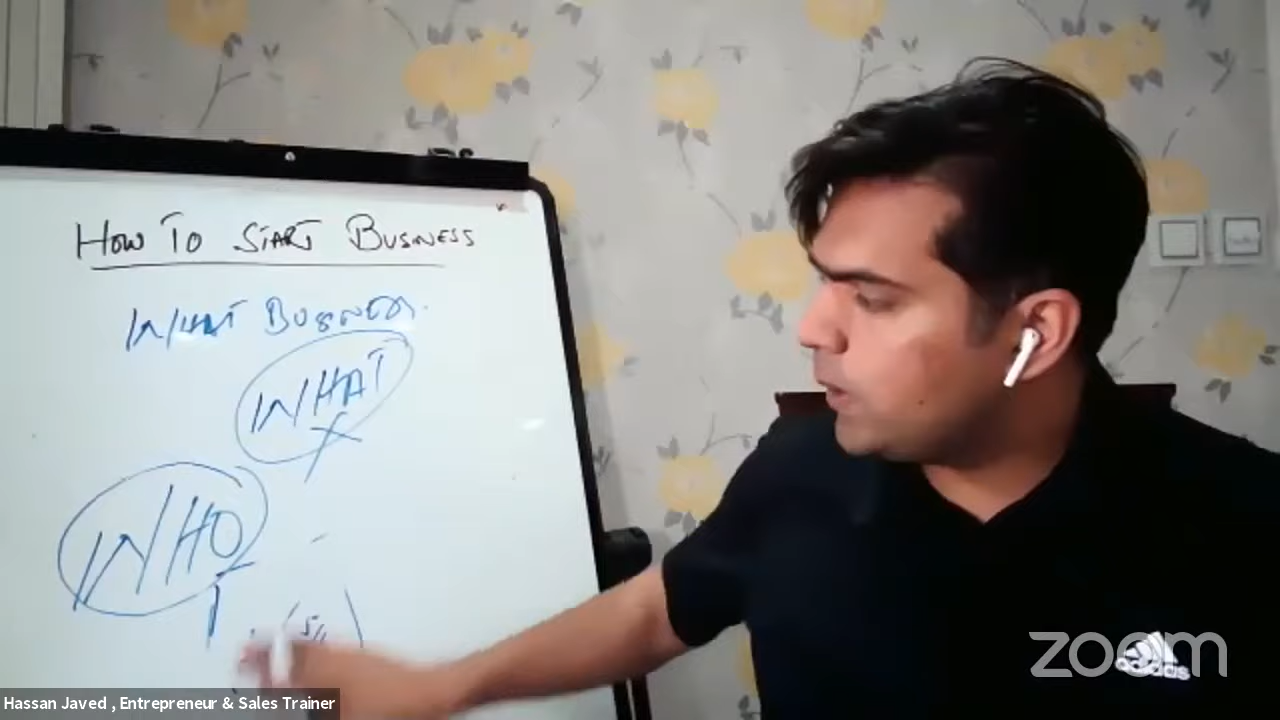 HOW TO START BUSINESS
WHAT BUSINESS.
WHAT
WHO
zoom
adidas
Hassan Javed , Entrepreneur & Sales Trainer